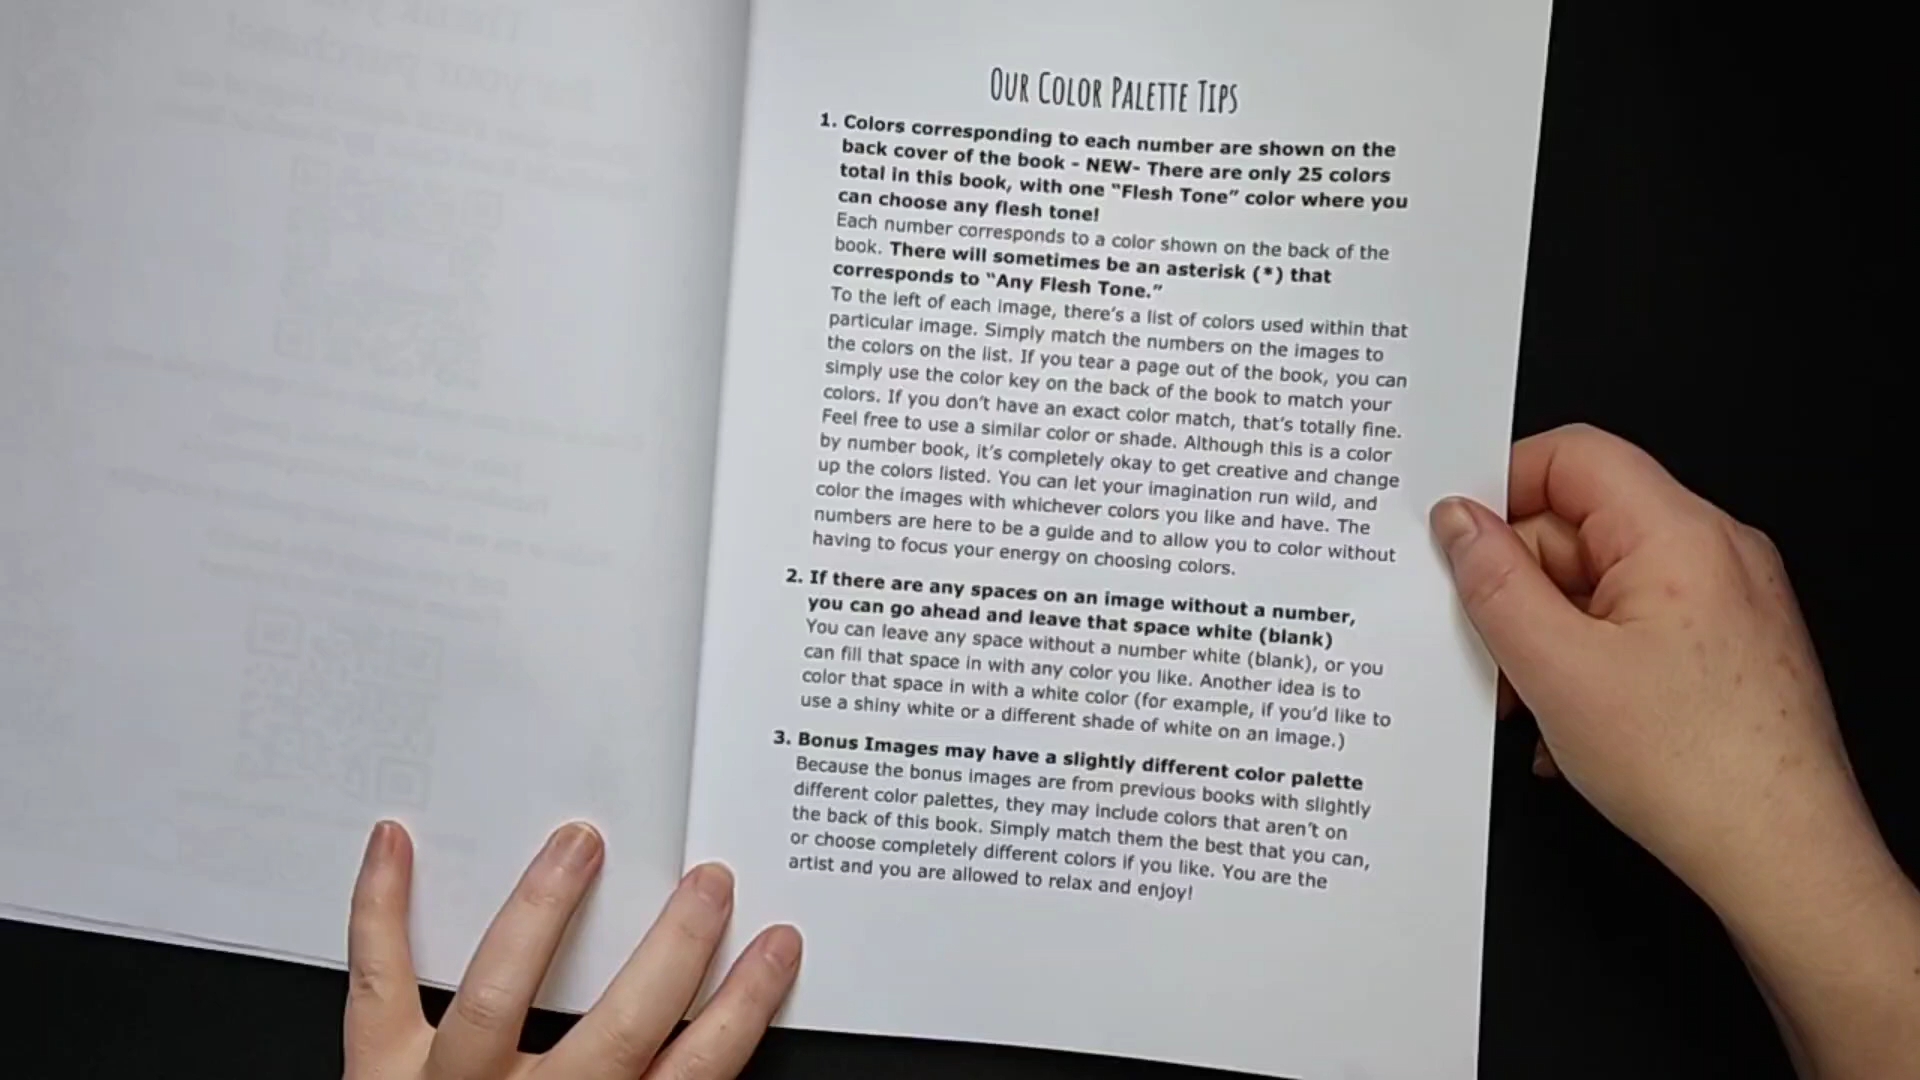 OUR COLOR PALETTE TIPS
1. Colors corresponding to each number are shown on the
back cover of the book - NEW- There are only 25 colors
total in this book, with one “Flesh Tone” color where you
can choose any flesh tone!
Each number corresponds to a color shown on the back of the
book. There will sometimes be an asterisk (*) that
corresponds to “Any Flesh Tone.”
To the left of each image, there’s a list of colors used within that
particular image. Simply match the numbers on the images to
the colors on the list. If you tear a page out of the book, you can
simply use the color key on the back of the book to match your
colors. If you don’t have an exact color match, that’s totally fine.
Feel free to use a similar color or shade. Although this is a color
by number book, it’s completely okay to get creative and change
up the colors listed. You can let your imagination run wild, and
color the images with whichever colors you like and have. The
numbers are here to be a guide and to allow you to color without
having to focus your energy on choosing colors.
2. If there are any spaces on an image without a number,
you can go ahead and leave that space white (blank)
You can leave any space without a number white (blank), or you
can fill that space in with any color you like. Another idea is to
color that space in with a white color (for example, if you’d like to
use a shiny white or a different shade of white on an image.)
3. Bonus Images may have a slightly different color palette
Because the bonus images are from previous books with slightly
different color palettes, they may include colors that aren’t on
the back of this book. Simply match them the best that you can,
or choose completely different colors if you like. You are the
artist and you are allowed to relax and enjoy!